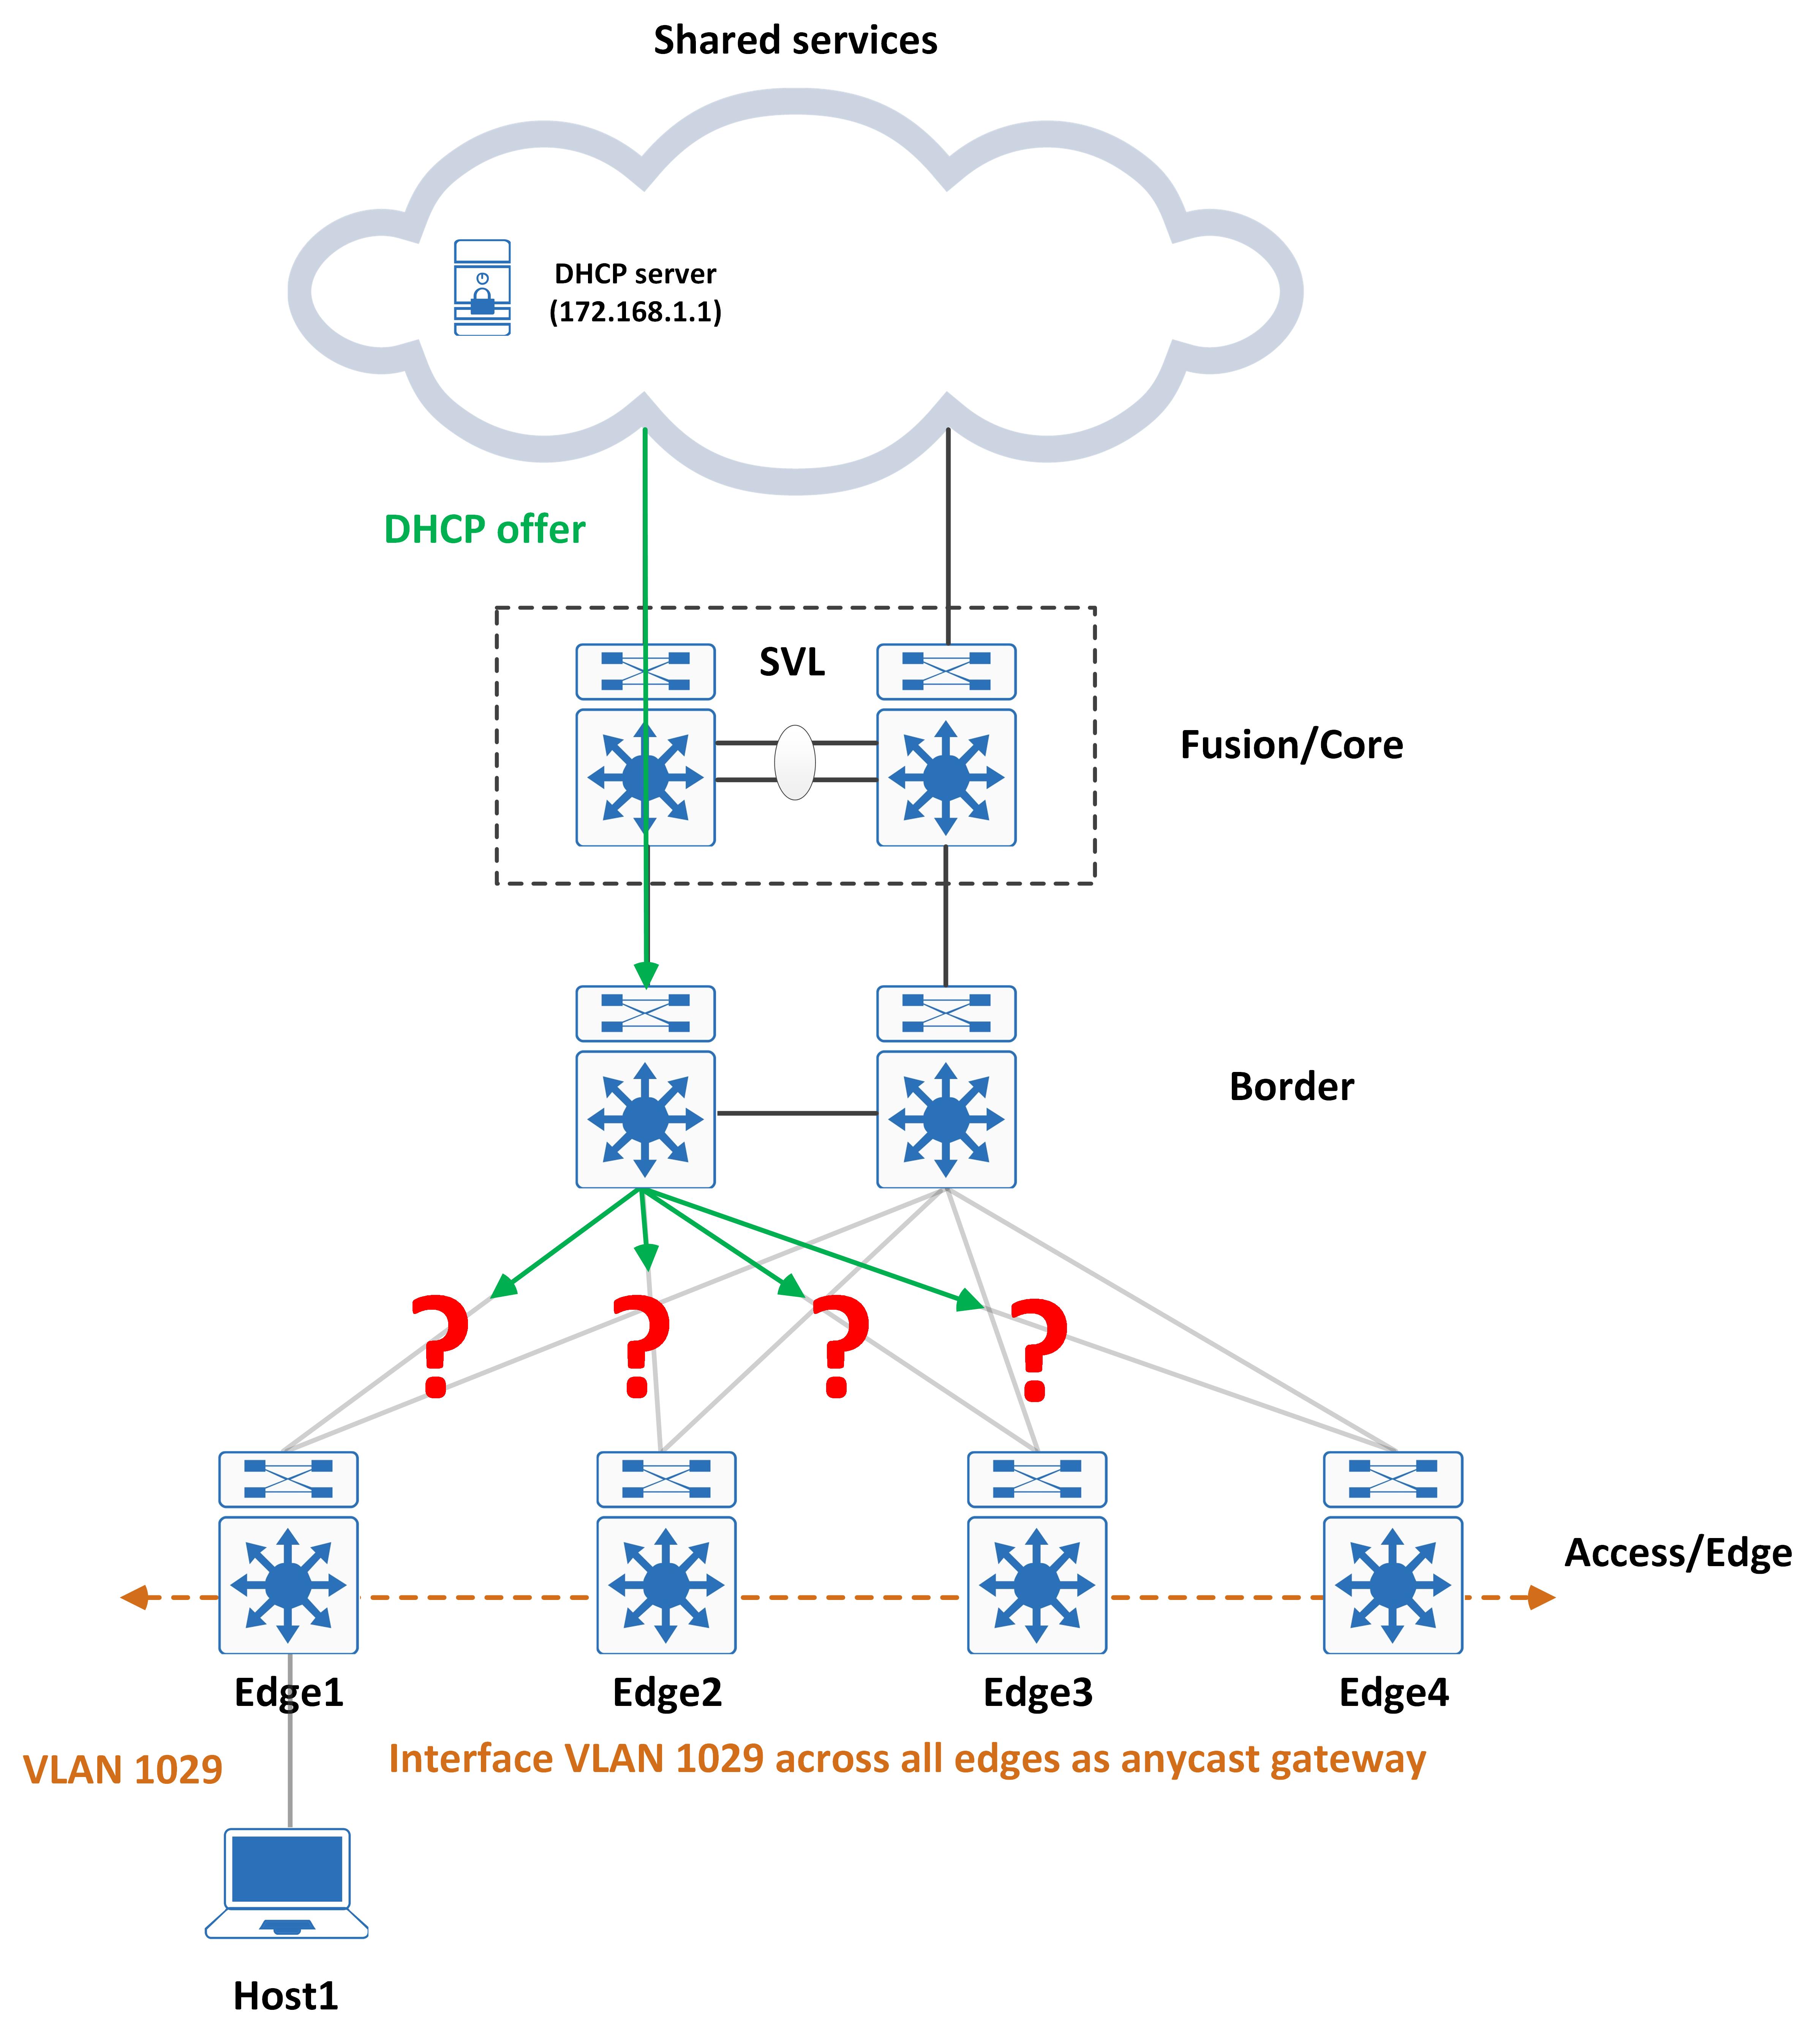 Shared services
DHCP server
(172.168.1.1)
DHCP offer
SVL
Fusion/Core
Border
? ? ? ?
Access/Edge
Edge1
Edge2
Edge3
Edge4
VLAN 1029
Interface VLAN 1029 across all edges as anycast gateway
Host1